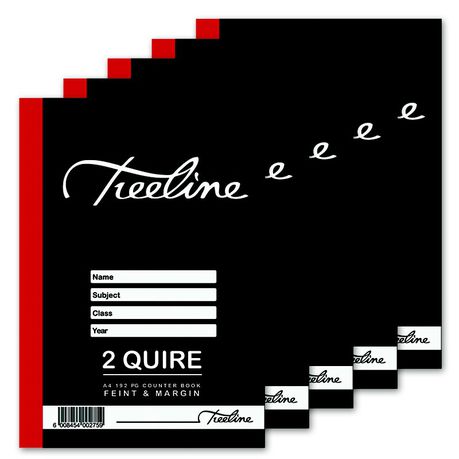 Treeline
e
e
e
e
Name
Subject
Class
Year
2 QUIRE
A4 192 PG COUNTER BOOK
FEINT & MARGIN
Treeline
6 008454 002759